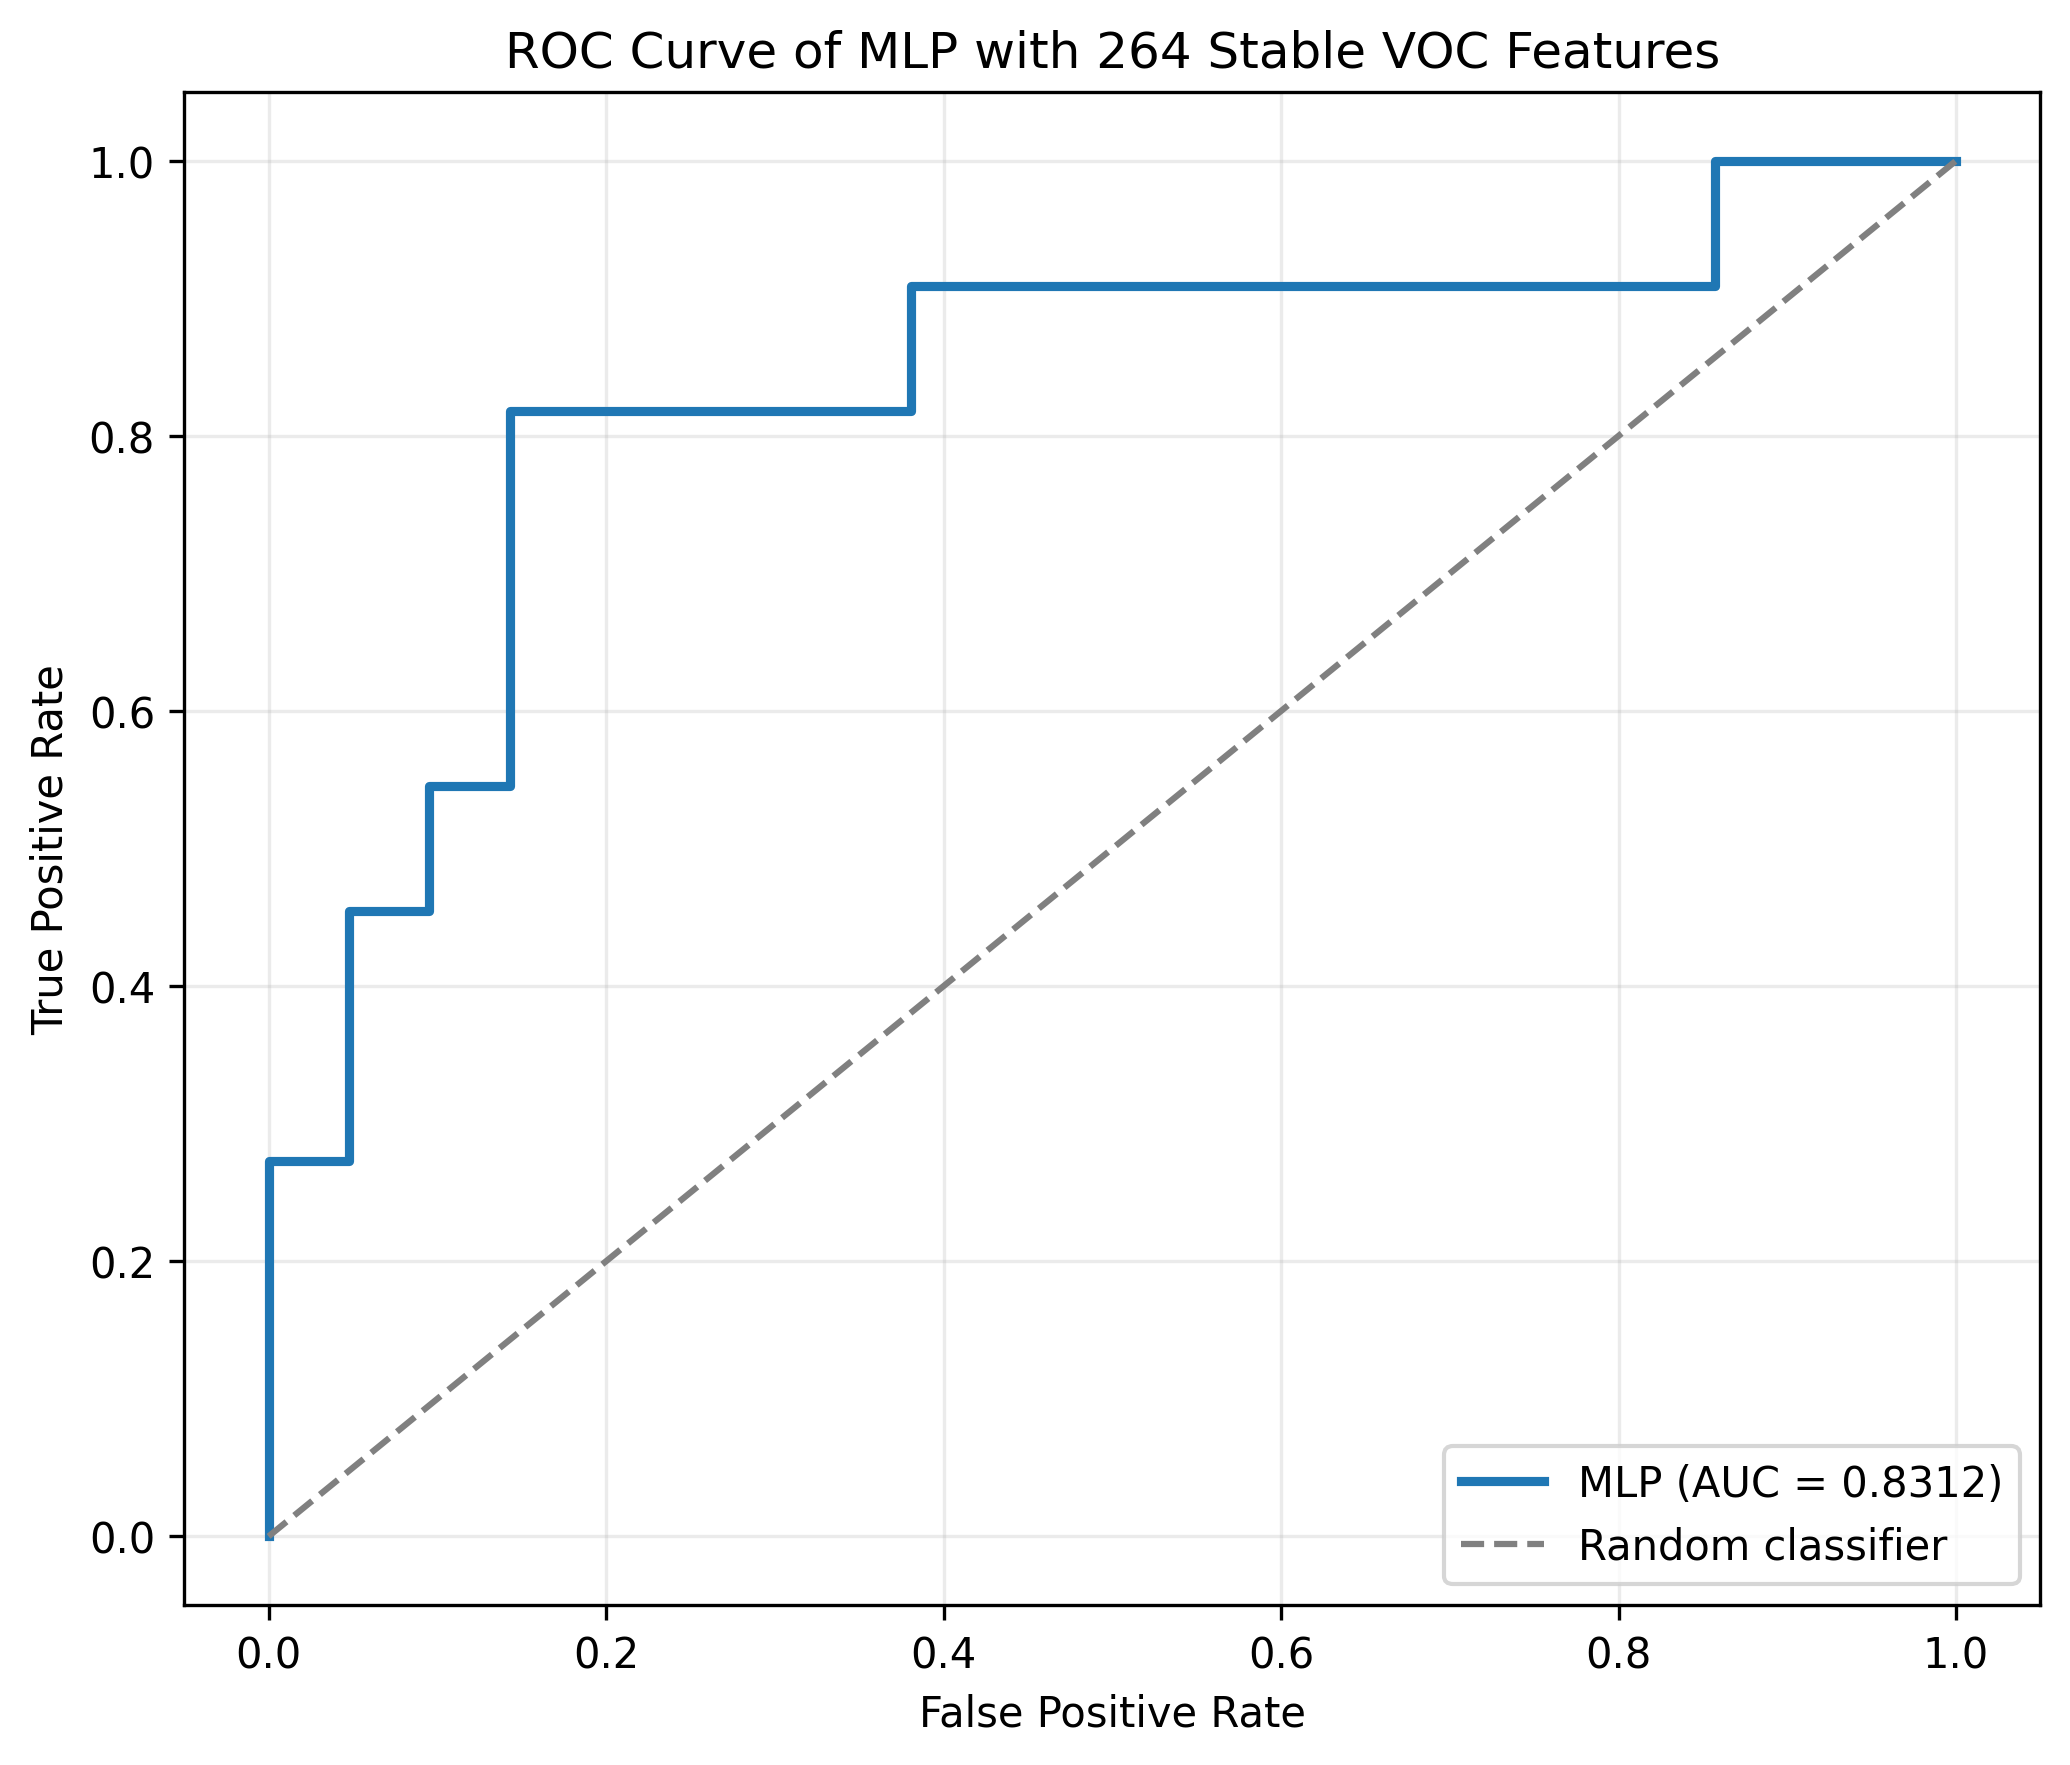 ROC Curve of MLP with 264 Stable VOC Features
True Positive Rate
1.0
0.8
0.6
0.4
0.2
0.0
0.0 0.2 0.4 0.6 0.8 1.0
False Positive Rate
MLP (AUC = 0.8312)
Random classifier